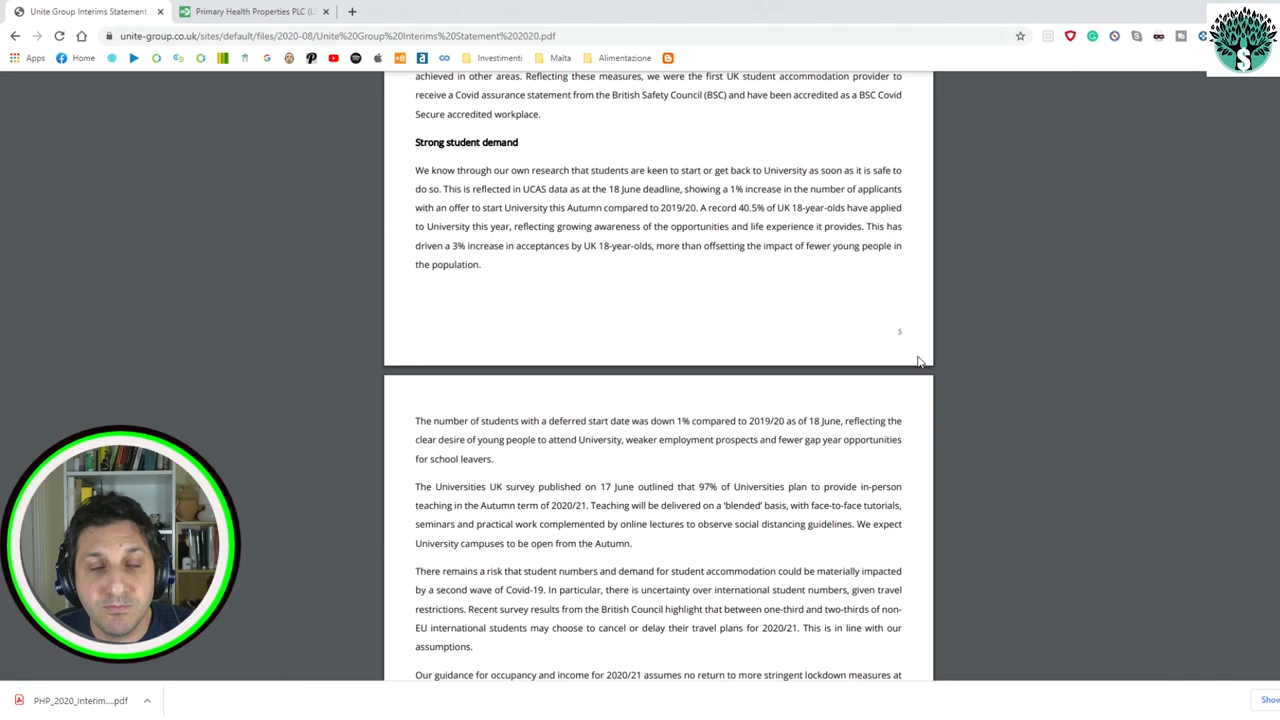 Unite Group Interims Statement
Primary Health Properties PLC (L
unite-group.co.uk/sites/default/files/2020-08/Unite%20Group%20Interims%20Statement%202020.pdf
Apps Home Investimenti Malta Alimentazione
achieved in other areas. Reflecting these measures, we were the first UK student accommodation provider to
receive a Covid assurance statement from the British Safety Council (BSC) and have been accredited as a BSC Covid
Secure accredited workplace.
Strong student demand
We know through our own research that students are keen to start or get back to University as soon as it is safe to
do so. This is reflected in UCAS data as at the 18 June deadline, showing a 1% increase in the number of applicants
with an offer to start University this Autumn compared to 2019/20. A record 40.5% of UK 18-year-olds have applied
to University this year, reflecting growing awareness of the opportunities and life experience it provides. This has
driven a 3% increase in acceptances by UK 18-year-olds, more than offsetting the impact of fewer young people in
the population.
5
The number of students with a deferred start date was down 1% compared to 2019/20 as of 18 June, reflecting the
clear desire of young people to attend University, weaker employment prospects and fewer gap year opportunities
for school leavers.
The Universities UK survey published on 17 June outlined that 97% of Universities plan to provide in-person
teaching in the Autumn term of 2020/21. Teaching will be delivered on a ‘blended’ basis, with face-to-face tutorials,
seminars and practical work complemented by online lectures to observe social distancing guidelines. We expect
University campuses to be open from the Autumn.
There remains a risk that student numbers and demand for student accommodation could be materially impacted
by a second wave of Covid-19. In particular, there is uncertainty over international student numbers, given travel
restrictions. Recent survey results from the British Council highlight that between one-third and two-thirds of non-
EU international students may choose to cancel or delay their travel plans for 2020/21. This is in line with our
assumptions.
Our guidance for occupancy and income for 2020/21 assumes no return to more stringent lockdown measures at
PHP_2020_Interim....pdf
Show